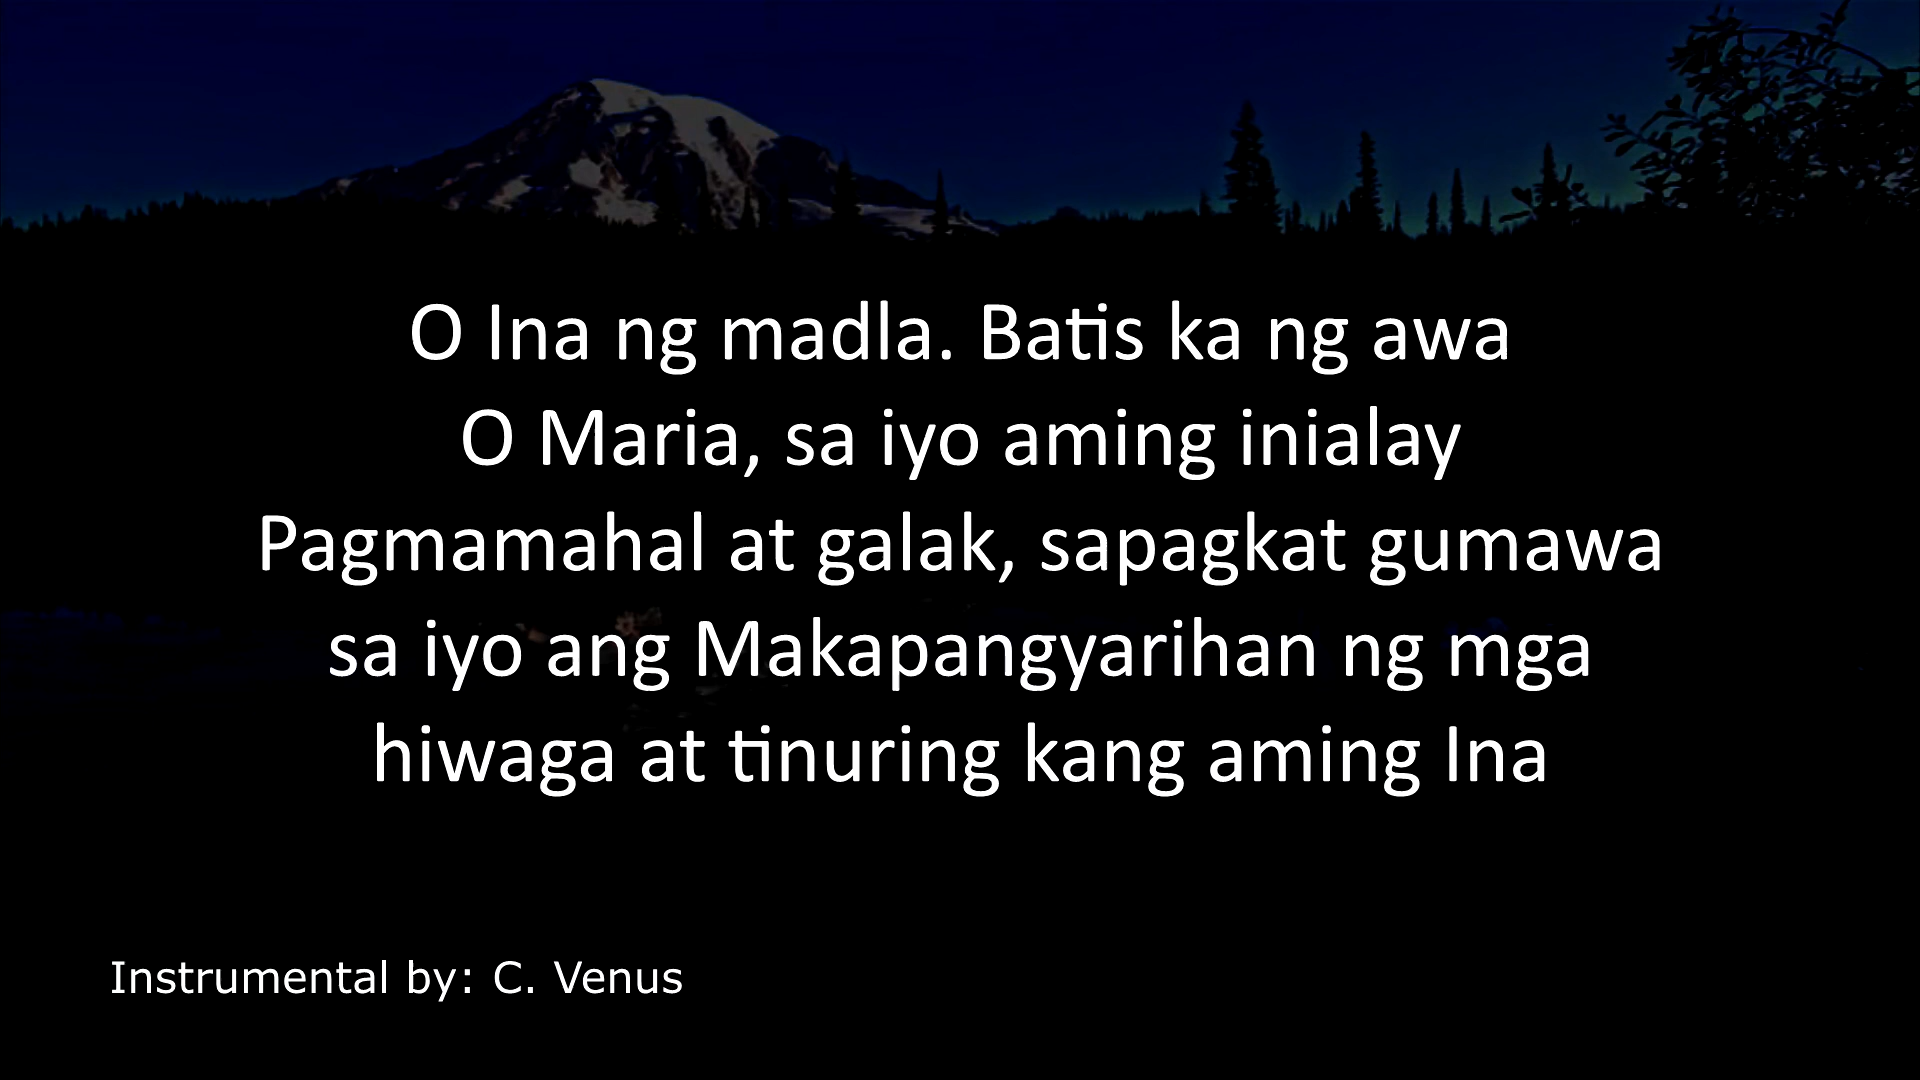 O Ina ng madla. Batis ka ng awa
O Maria, sa iyo aming inialay
Pagmamahal at galak, sapagkat gumawa
sa iyo ang Makapangyarihan ng mga
hiwaga at tinuring kang aming Ina
Instrumental by: C. Venus